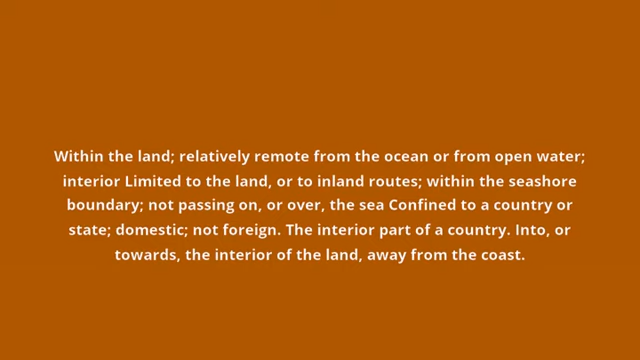 Within the land; relatively remote from the ocean or from open water;
interior Limited to the land, or to inland routes; within the seashore
boundary; not passing on, or over, the sea Confined to a country or
state; domestic; not foreign. The interior part of a country. Into, or
towards, the interior of the land, away from the coast.